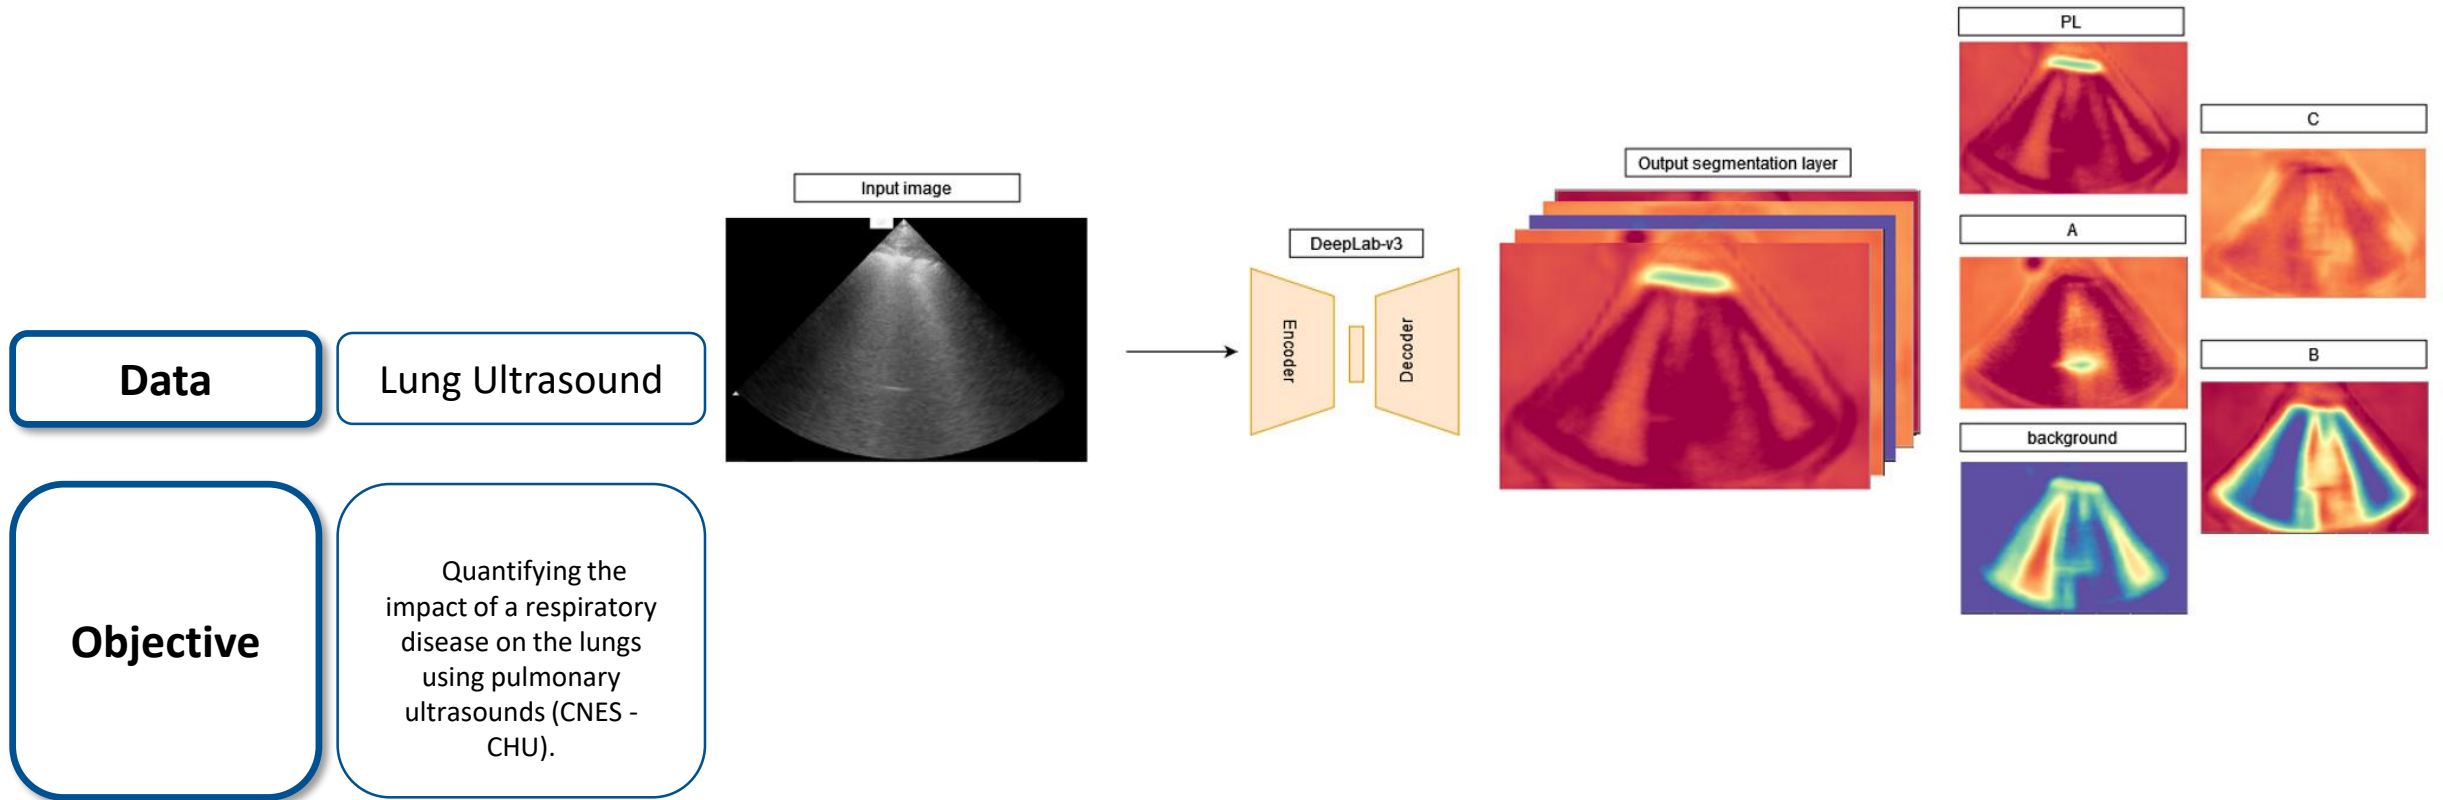 Data
Lung Ultrasound
Objective
Quantifying the
impact of a respiratory
disease on the lungs
using pulmonary
ultrasounds (CNES -
CHU).
Input image
DeepLab-v3
Encoder
Decoder
Output segmentation layer
PL
C
A
B
background